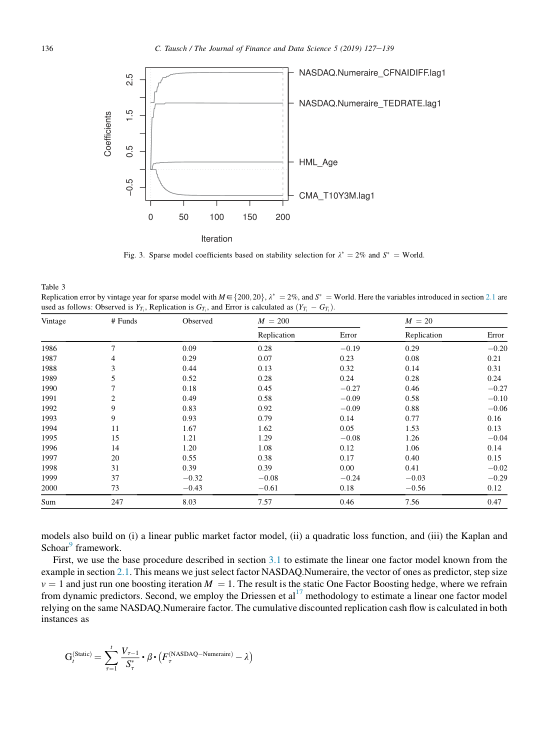 136
C. Tausch / The Journal of Finance and Data Science 5 (2019) 127–139
NASDAQ.Numeraire_CFNAIDIFF.lag1
NASDAQ.Numeraire_TEDRATE.lag1
HML_Age
CMA_T10Y3M.lag1
Coefficients
2.5
1.5
0.5
−0.5
0 50 100 150 200
Iteration
Fig. 3. Sparse model coefficients based on stability selection for λ* = 2% and S* = World.
Table 3
Replication error by vintage year for sparse model with M ∈ {200, 20}, λ* = 2%, and S* = World. Here the variables introduced in section 2.1 are
used as follows: Observed is Y_{T_i}, Replication is G_{T_i}, and Error is calculated as (Y_{T_i} − G_{T_i}).
Vintage # Funds Observed M = 200 M = 20
Replication Error Replication Error
1986 7 0.09 0.28 −0.19 0.29 −0.20
1987 4 0.29 0.07 0.23 0.08 0.21
1988 3 0.44 0.13 0.32 0.14 0.31
1989 5 0.52 0.28 0.24 0.28 0.24
1990 7 0.18 0.45 −0.27 0.46 −0.27
1991 2 0.49 0.58 −0.09 0.58 −0.10
1992 9 0.83 0.92 −0.09 0.88 −0.06
1993 9 0.93 0.79 0.14 0.77 0.16
1994 11 1.67 1.62 0.05 1.53 0.13
1995 15 1.21 1.29 −0.08 1.26 −0.04
1996 14 1.20 1.08 0.12 1.06 0.14
1997 20 0.55 0.38 0.17 0.40 0.15
1998 31 0.39 0.39 0.00 0.41 −0.02
1999 37 −0.32 −0.08 −0.24 −0.03 −0.29
2000 73 −0.43 −0.61 0.18 −0.56 0.12
Sum 247 8.03 7.57 0.46 7.56 0.47
models also build on (i) a linear public market factor model, (ii) a quadratic loss function, and (iii) the Kaplan and
Schoar⁹ framework.
First, we use the base procedure described in section 3.1 to estimate the linear one factor model known from the
example in section 2.1. This means we just select factor NASDAQ.Numeraire, the vector of ones as predictor, step size
ν = 1 and just run one boosting iteration M = 1. The result is the static One Factor Boosting hedge, where we refrain
from dynamic predictors. Second, we employ the Driessen et al¹⁷ methodology to estimate a linear one factor model
relying on the same NASDAQ.Numeraire factor. The cumulative discounted replication cash flow is calculated in both
instances as
G_t^{(Static)} = ∑_{τ=1}^{t} V_{τ−1}/S*_τ • β • (F_τ^{(NASDAQ−Numeraire)} − λ)